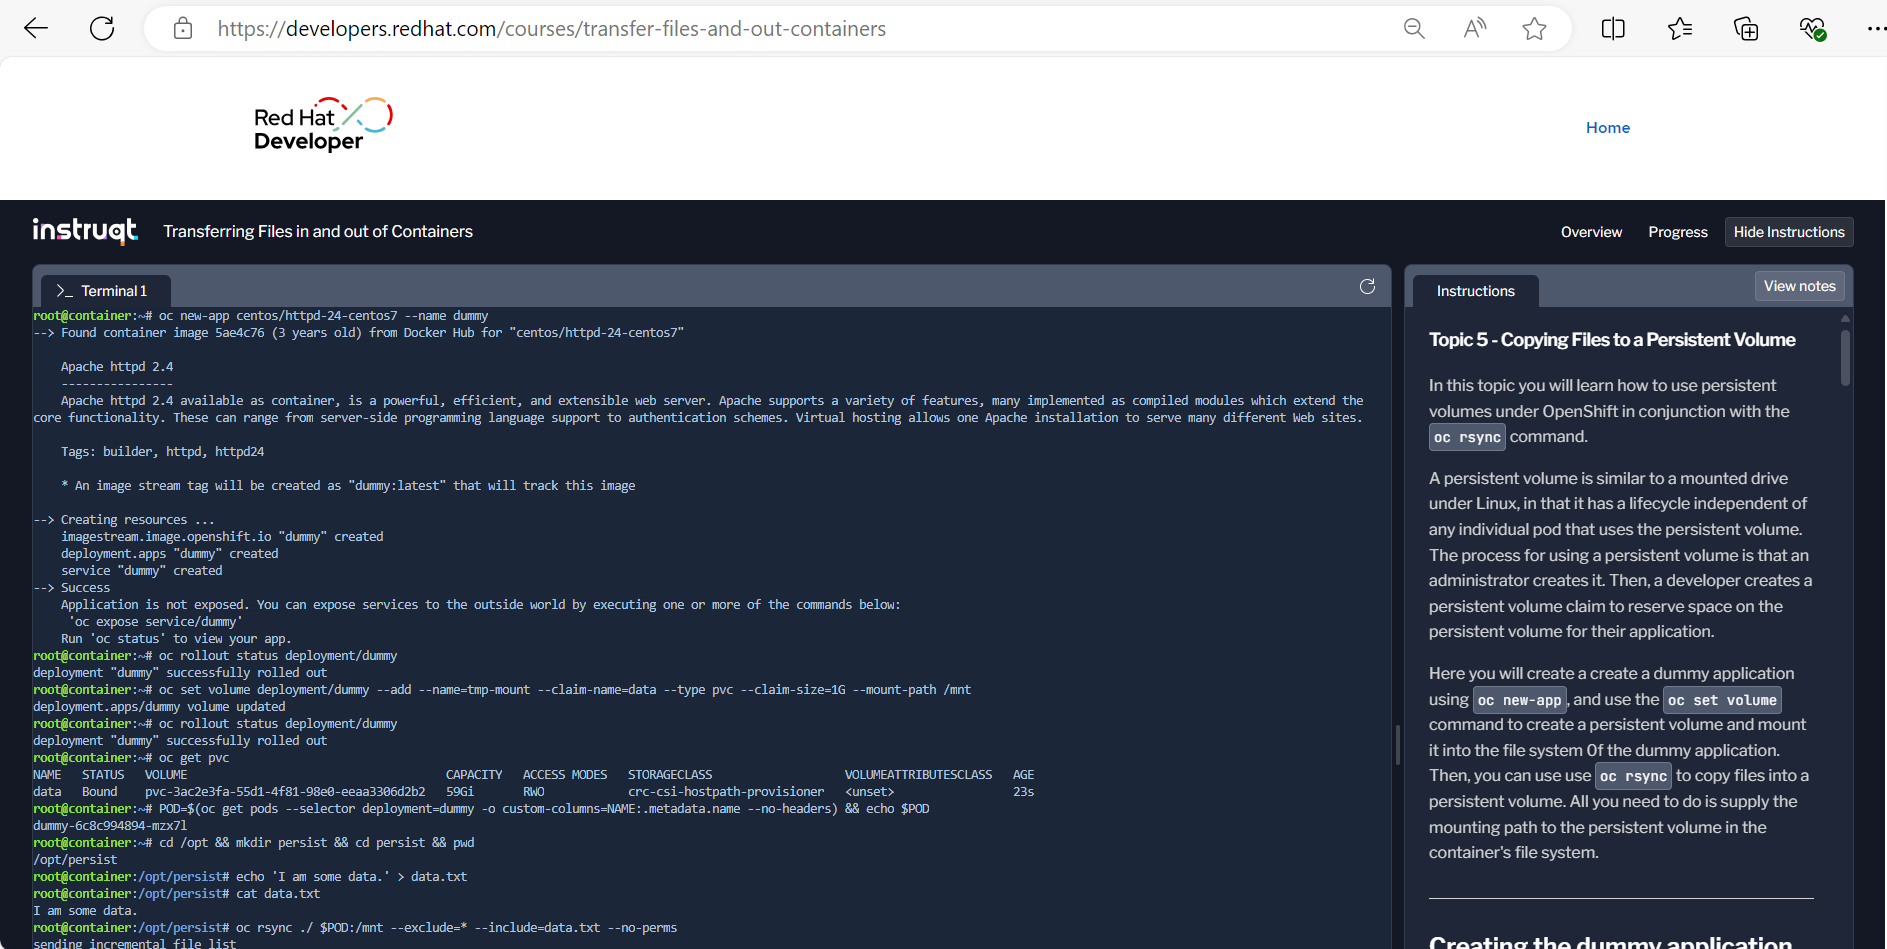 https://developers.redhat.com/courses/transfer-files-and-out-containers
Red Hat
Developer
Home
instruqt
Transferring Files in and out of Containers
Overview
Progress
Hide Instructions
>_ Terminal 1
root@container:~# oc new-app centos/httpd-24-centos7 --name dummy
--> Found container image 5ae4c76 (3 years old) from Docker Hub for "centos/httpd-24-centos7"
Apache httpd 2.4
----------------
Apache httpd 2.4 available as container, is a powerful, efficient, and extensible web server. Apache supports a variety of features, many implemented as compiled modules which extend the
core functionality. These can range from server-side programming language support to authentication schemes. Virtual hosting allows one Apache installation to serve many different Web sites.
Tags: builder, httpd, httpd24
* An image stream tag will be created as "dummy:latest" that will track this image
--> Creating resources ...
imagestream.image.openshift.io "dummy" created
deployment.apps "dummy" created
service "dummy" created
--> Success
Application is not exposed. You can expose services to the outside world by executing one or more of the commands below:
'oc expose service/dummy'
Run 'oc status' to view your app.
root@container:~# oc rollout status deployment/dummy
deployment "dummy" successfully rolled out
root@container:~# oc set volume deployment/dummy --add --name=tmp-mount --claim-name=data --type pvc --claim-size=1G --mount-path /mnt
deployment.apps/dummy volume updated
root@container:~# oc rollout status deployment/dummy
deployment "dummy" successfully rolled out
root@container:~# oc get pvc
NAME STATUS VOLUME CAPACITY ACCESS MODES STORAGECLASS VOLUMEATTRIBUTESCLASS AGE
data Bound pvc-3ac2e3fa-55d1-4f81-98e0-eeaa3306d2b2 59Gi RWO crc-csi-hostpath-provisioner <unset> 23s
root@container:~# POD=$(oc get pods --selector deployment=dummy -o custom-columns=NAME:.metadata.name --no-headers) && echo $POD
dummy-6c8c994894-mzx7l
root@container:~# cd /opt && mkdir persist && cd persist && pwd
/opt/persist
root@container:/opt/persist# echo 'I am some data.' > data.txt
root@container:/opt/persist# cat data.txt
I am some data.
root@container:/opt/persist# oc rsync ./ $POD:/mnt --exclude=* --include=data.txt --no-perms
sending incremental file list
Instructions
View notes
Topic 5 - Copying Files to a Persistent Volume
In this topic you will learn how to use persistent
volumes under OpenShift in conjunction with the
oc rsync command.
A persistent volume is similar to a mounted drive
under Linux, in that it has a lifecycle independent of
any individual pod that uses the persistent volume.
The process for using a persistent volume is that an
administrator creates it. Then, a developer creates a
persistent volume claim to reserve space on the
persistent volume for their application.
Here you will create a create a dummy application
using oc new-app, and use the oc set volume
command to create a persistent volume and mount
it into the file system 0f the dummy application.
Then, you can use use oc rsync to copy files into a
persistent volume. All you need to do is supply the
mounting path to the persistent volume in the
container's file system.
Creating the dummy application